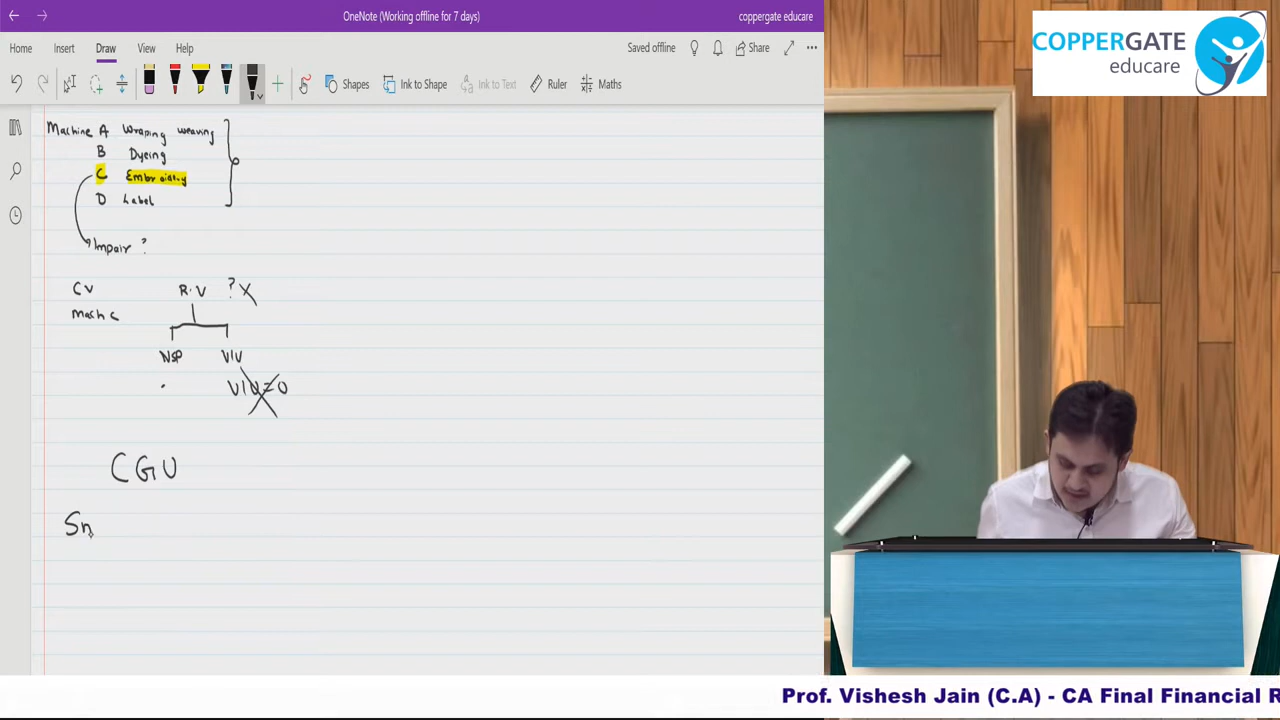 OneNote (Working offline for 7 days)
coppergate educare
Home Insert Draw View Help
Saved offline
Share
Shapes
Ink to Shape
Ink to Text
Ruler
Maths
COPPERGATE
educare
Machine A Wraping weaving
B Dyeing
C Embroidery
D Label
Impair ?
CV R.V ?
Mach C
NSP VIU
VIU = 0
CGU
Sm
Prof. Vishesh Jain (C.A) - CA Final Financial R